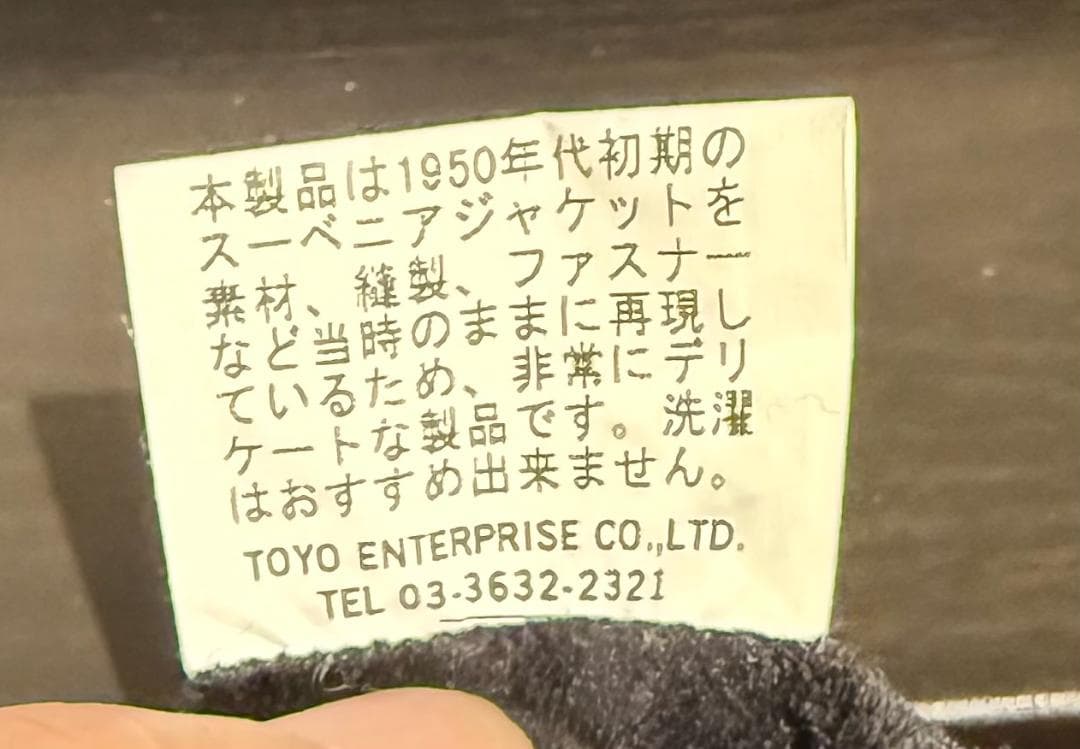 本製品は1950年代初期の
スーベニアジャケットを
素材、縫製、ファスナー
など当時のままに再現し
ているため、非常にデリ
ケートな製品です。洗濯
はおすすめ出来ません。
TOYO ENTERPRISE CO.,LTD.
TEL 03-3632-2321